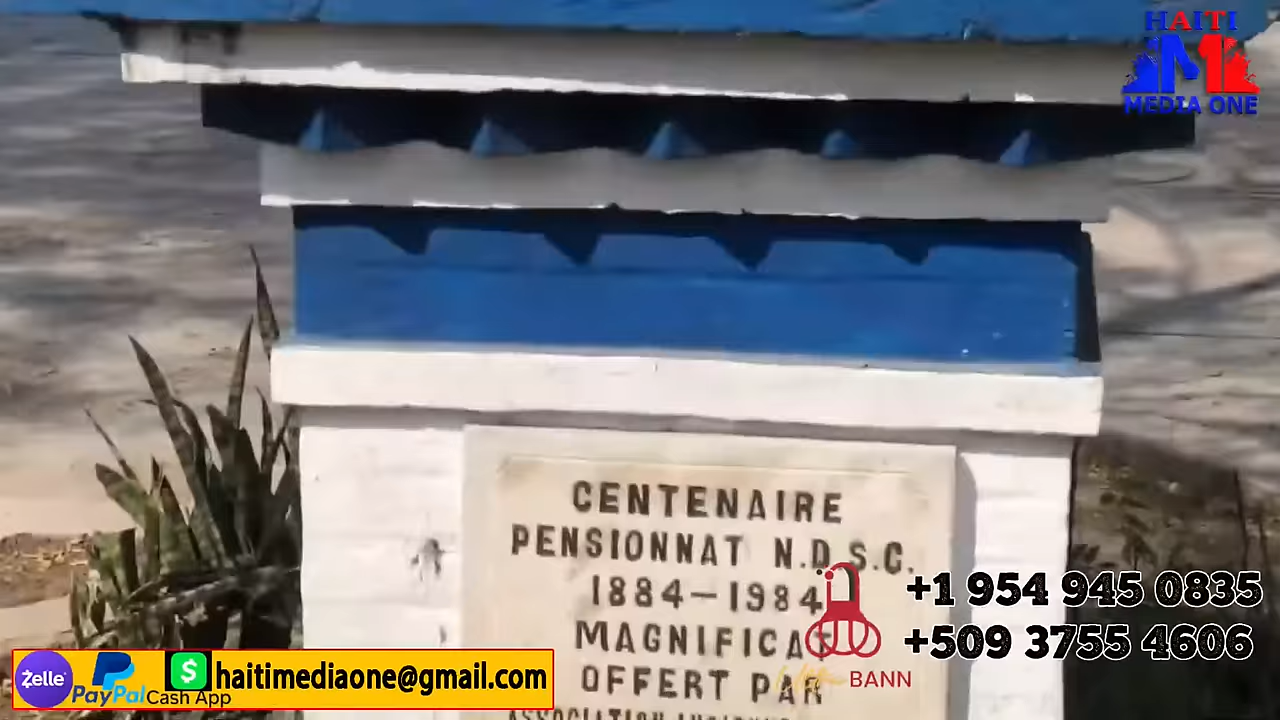 HAITI
M
MEDIA ONE
CENTENAIRE
PENSIONNAT N.D.S.C.
1884-1984
MAGNIFICAT
OFFERT PAR
ASSOCIATION
+1 954 945 0835
+509 3755 4606
BANN
Zelle
PayPal
Cash App
haitimediaone@gmail.com